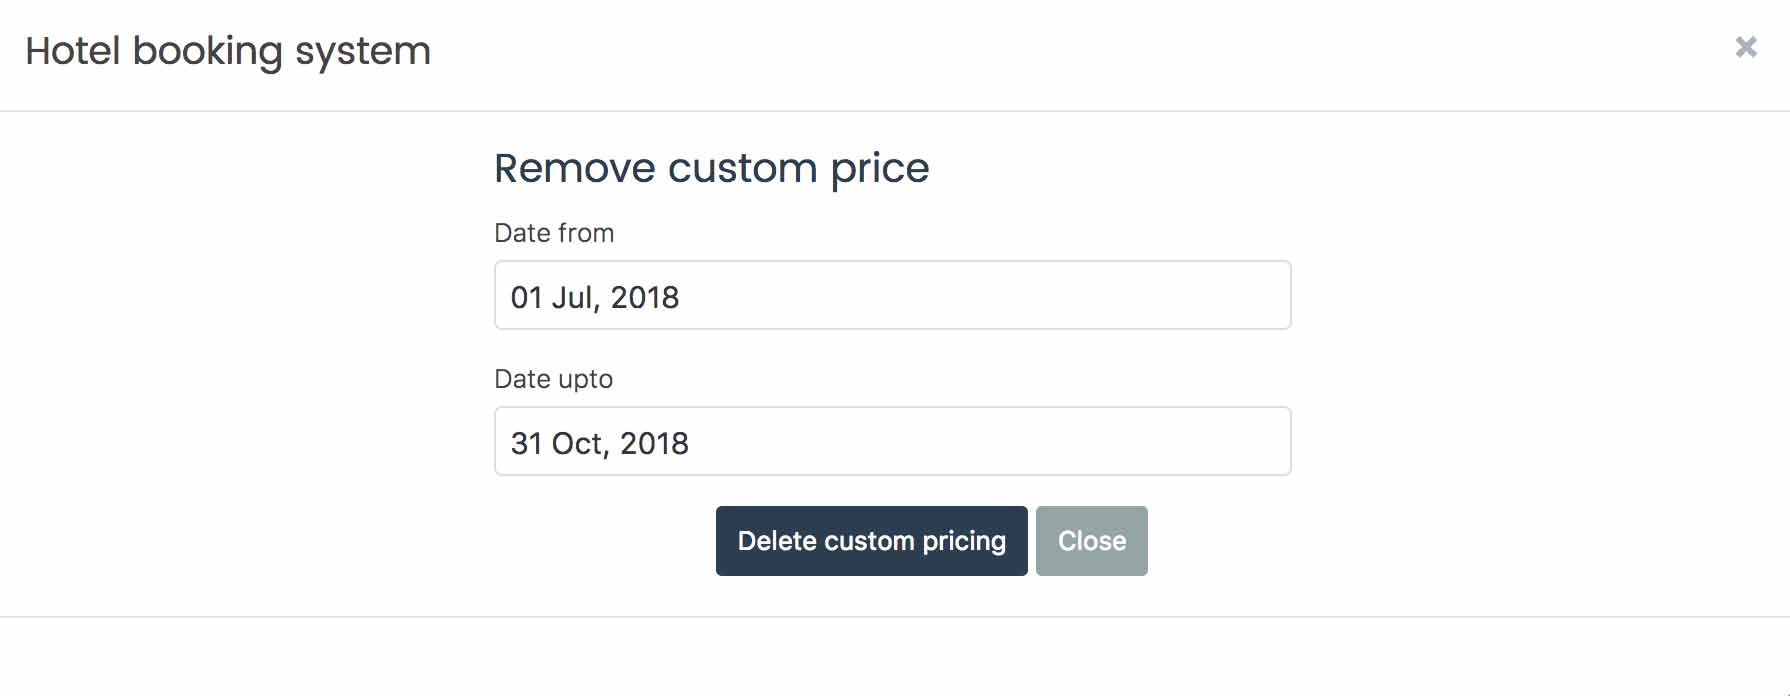 Hotel booking system
Remove custom price
Date from
01 Jul, 2018
Date upto
31 Oct, 2018
Delete custom pricing Close